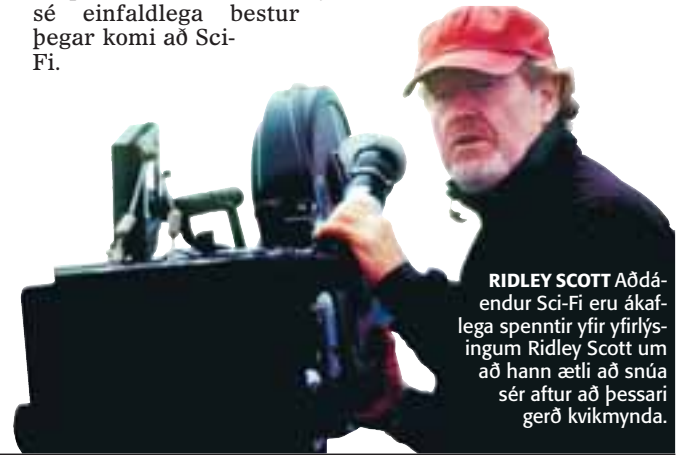 sé einfaldlega bestur
þegar komi að Sci-
Fi.
RIDLEY SCOTT Aðdá-
endur Sci-Fi eru ákaf-
lega spenntir yfir yfirlýs-
ingum Ridley Scott um
að hann ætli að snúa
sér aftur að þessari
gerð kvikmynda.